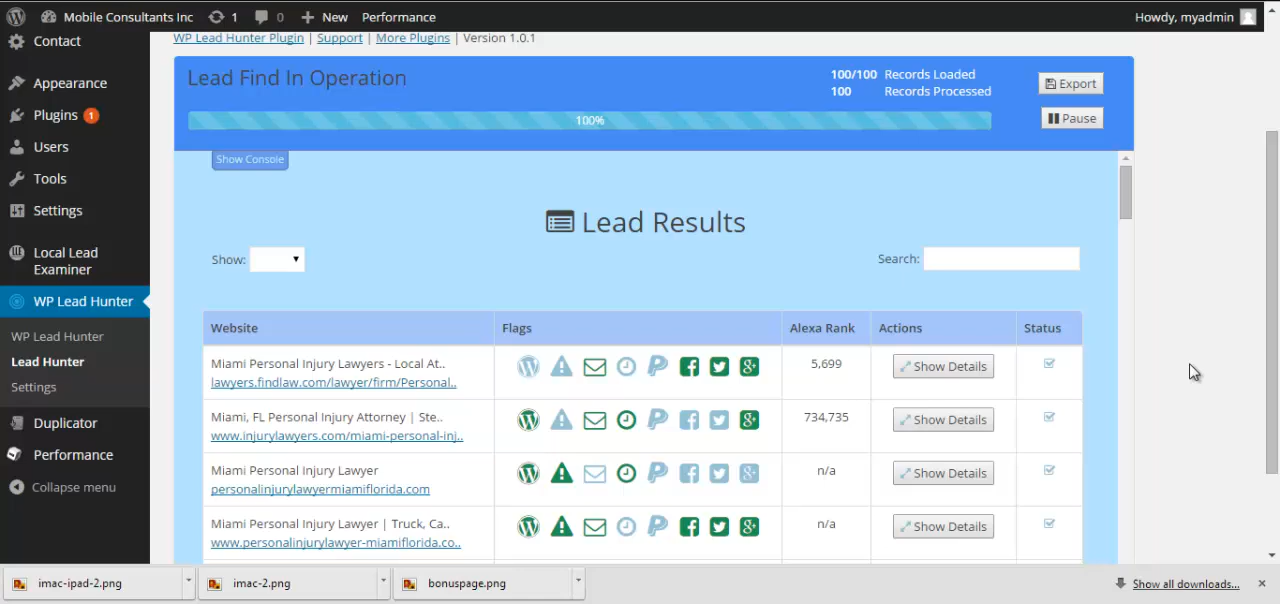 Mobile Consultants Inc 1 0 + New Performance Howdy, myadmin
Contact
Appearance
Plugins 1
Users
Tools
Settings
Local Lead
Examiner
WP Lead Hunter
WP Lead Hunter
Lead Hunter
Settings
Duplicator
Performance
Collapse menu
WP Lead Hunter Plugin | Support | More Plugins | Version 1.0.1
Lead Find In Operation
100/100 Records Loaded
100 Records Processed
Export
Pause
100%
Show Console
Lead Results
Show: Search:
Website Flags Alexa Rank Actions Status
Miami Personal Injury Lawyers - Local At..
lawyers.findlaw.com/lawyer/firm/Personal..
5,699 Show Details
Miami, FL Personal Injury Attorney | Ste..
www.injurylawyers.com/miami-personal-inj..
734,735 Show Details
Miami Personal Injury Lawyer
personalinjurylawyermiamiflorida.com
n/a Show Details
Miami Personal Injury Lawyer | Truck, Ca..
www.personalinjurylawyer-miamiflorida.co..
n/a Show Details
imac-ipad-2.png imac-2.png bonuspage.png Show all downloads...